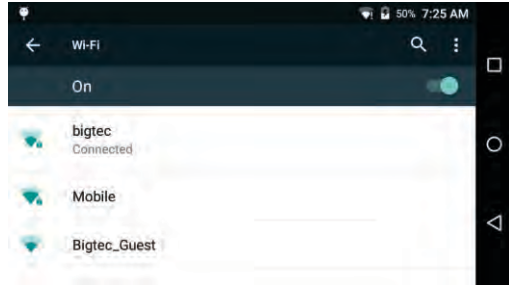 50% 7:25 AM
Wi-Fi
On
bigtec
Connected
Mobile
Bigtec_Guest